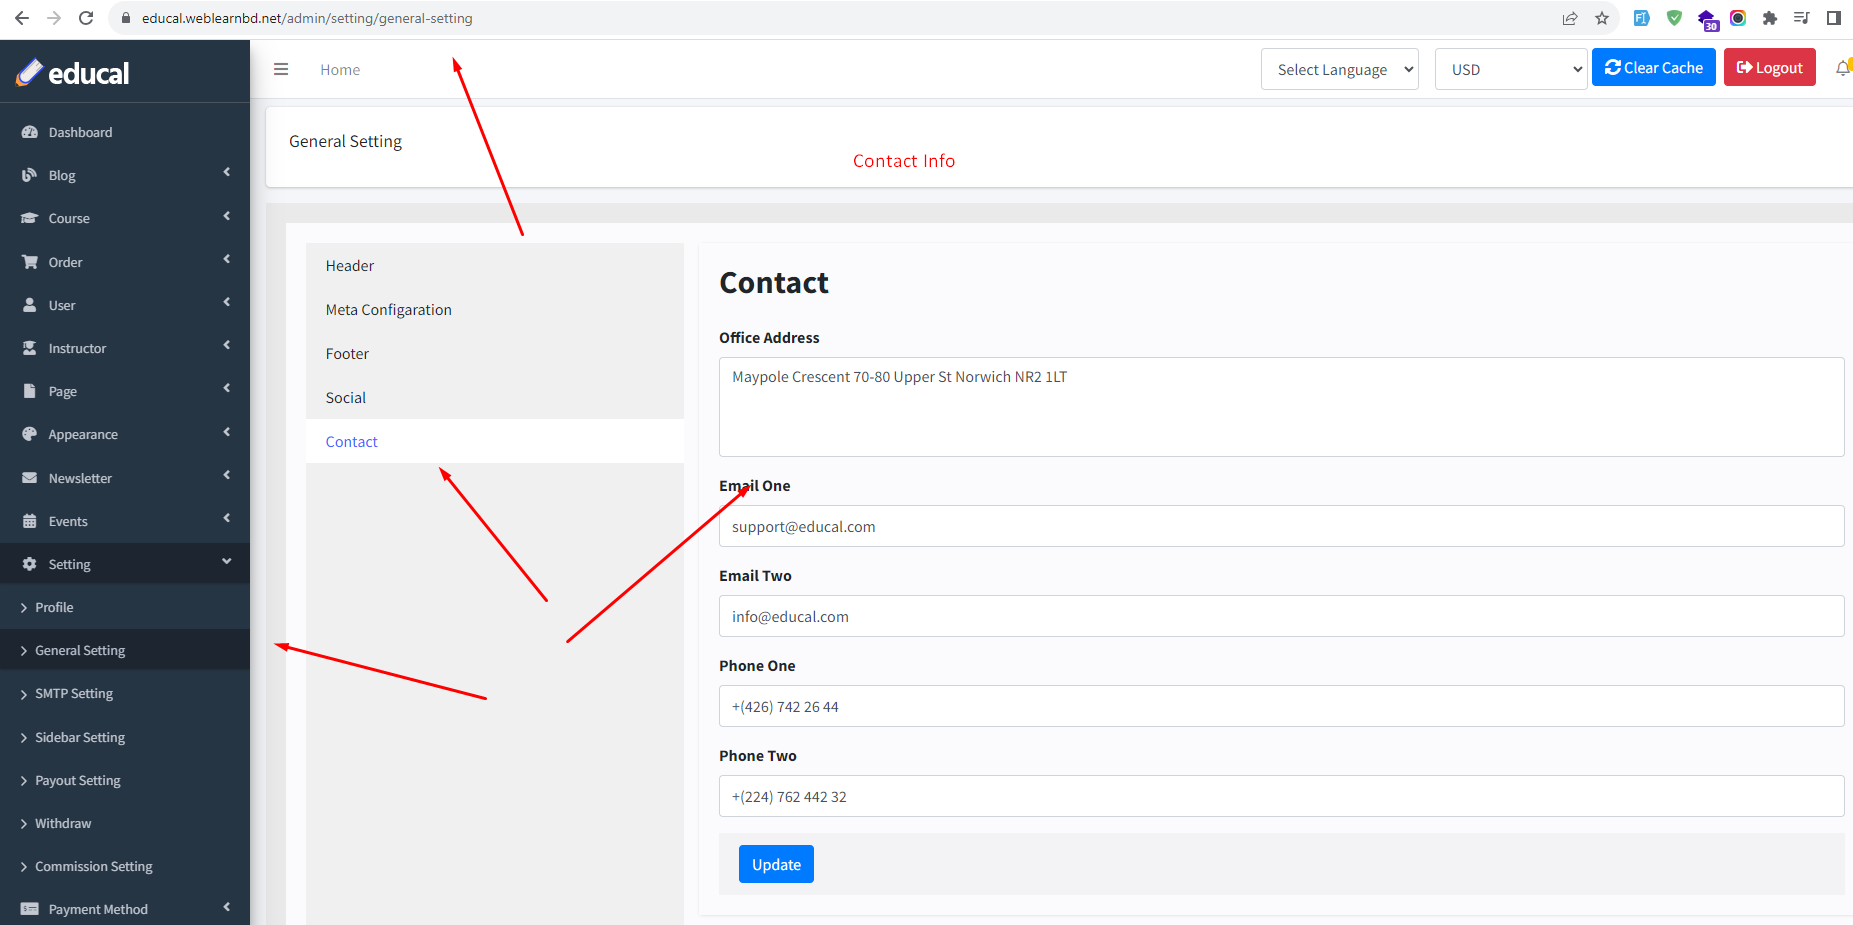 educal.weblearnbd.net/admin/setting/general-setting
30
educal
Home
Select Language
USD
Clear Cache
Logout
Dashboard
Blog
Course
Order
User
Instructor
Page
Appearance
Newsletter
Events
Setting
Profile
General Setting
SMTP Setting
Sidebar Setting
Payout Setting
Withdraw
Commission Setting
Payment Method
General Setting
Contact Info
Header
Meta Configaration
Footer
Social
Contact
Contact
Office Address
Maypole Crescent 70-80 Upper St Norwich NR2 1LT
Email One
support@educal.com
Email Two
info@educal.com
Phone One
+(426) 742 26 44
Phone Two
+(224) 762 442 32
Update